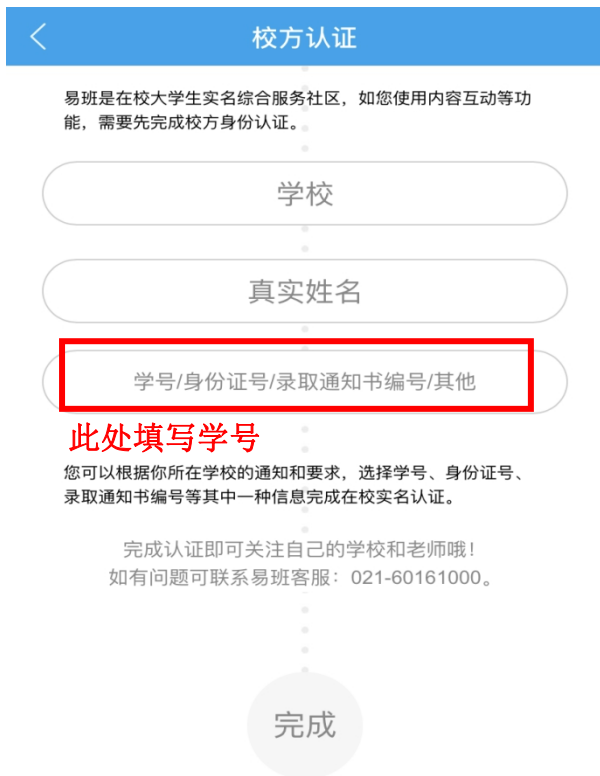 校方认证
易班是在校大学生实名综合服务社区，如您使用内容互动等功
能，需要先完成校方身份认证。
学校
真实姓名
学号/身份证号/录取通知书编号/其他
此处填写学号
您可以根据你所在学校的通知和要求，选择学号、身份证号、
录取通知书编号等其中一种信息完成在校实名认证。
完成认证即可关注自己的学校和老师哦！
如有问题可联系易班客服：021-60161000。
完成